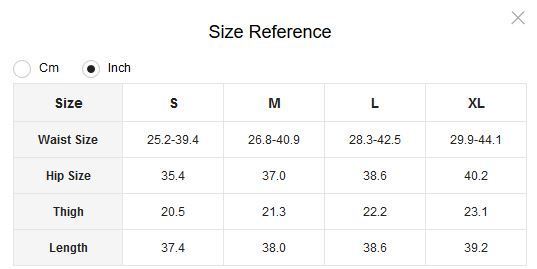 Size Reference
Cm Inch
Size S M L XL
Waist Size 25.2-39.4 26.8-40.9 28.3-42.5 29.9-44.1
Hip Size 35.4 37.0 38.6 40.2
Thigh 20.5 21.3 22.2 23.1
Length 37.4 38.0 38.6 39.2